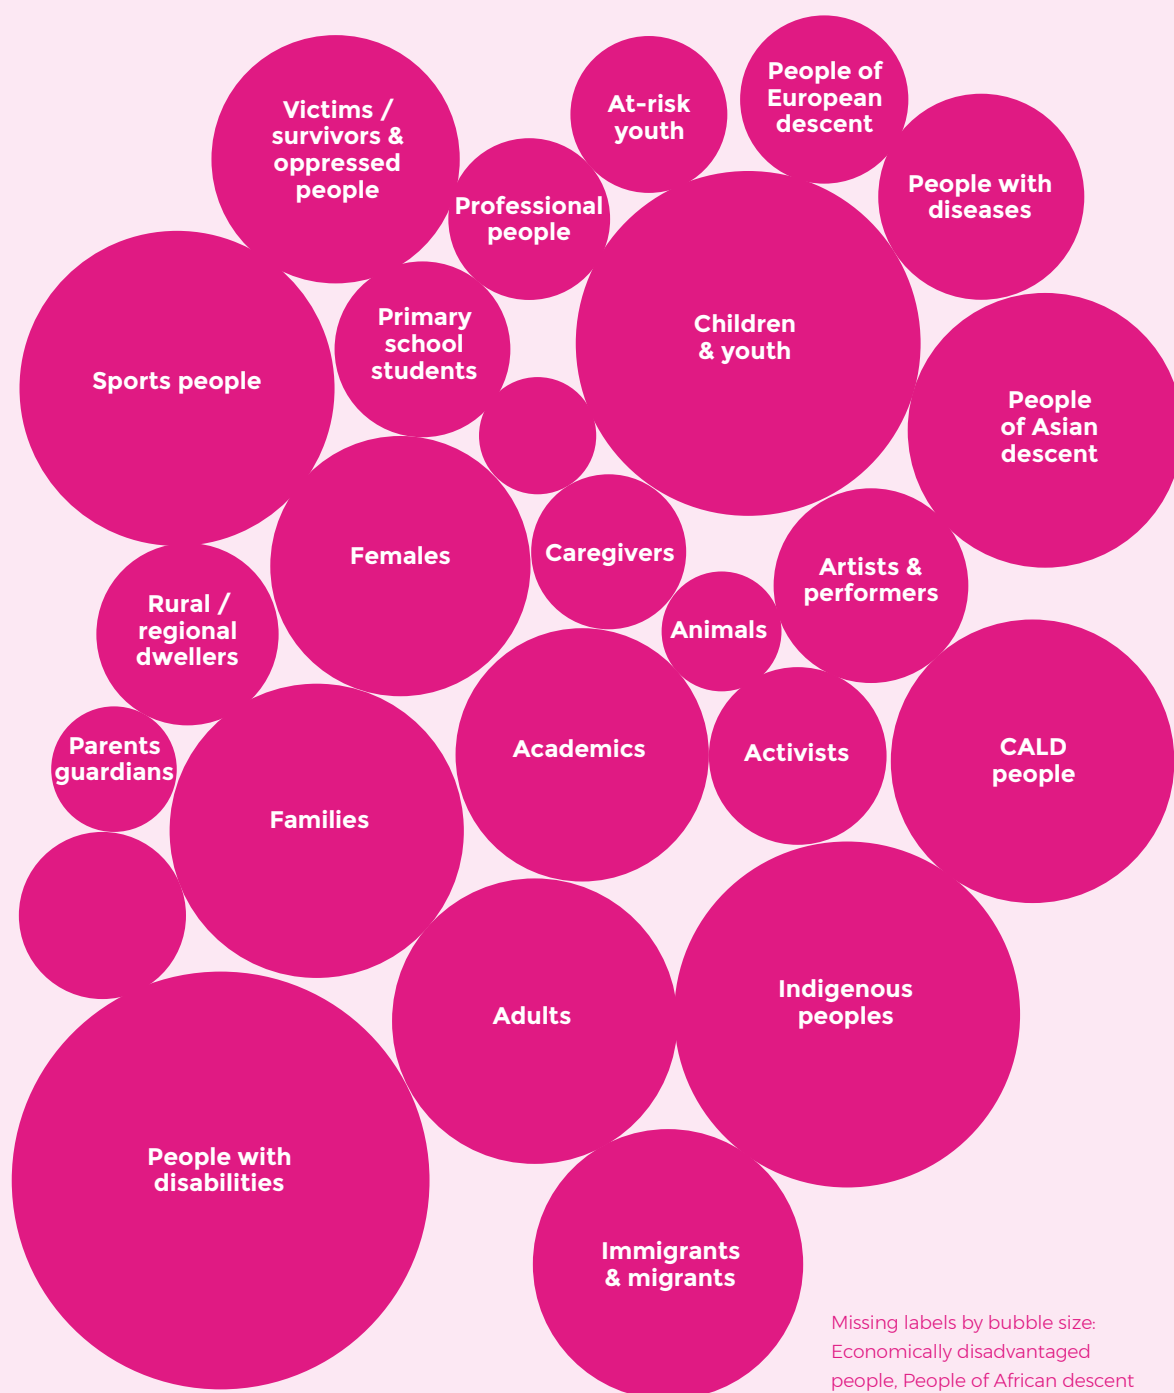 People of
European
descent
At-risk
youth
Victims /
survivors &
oppressed
people
People with
diseases
Professional
people
Primary
school
students
Children
& youth
Sports people
People
of Asian
descent
Females
Caregivers
Artists &
performers
Rural /
regional
dwellers
Animals
Parents
guardians
Academics
Activists
CALD
people
Families
Adults
Indigenous
peoples
People with
disabilities
Immigrants
& migrants
Missing labels by bubble size:
Economically disadvantaged
people, People of African descent